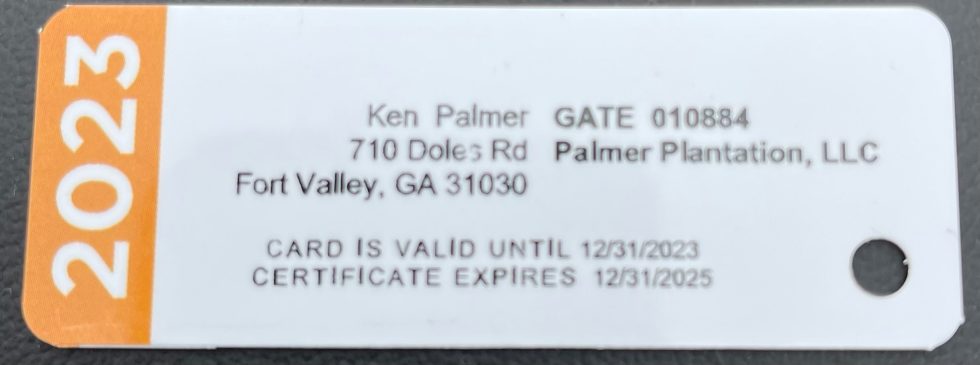 2023
Ken Palmer GATE 010884
710 Doles Rd Palmer Plantation, LLC
Fort Valley, GA 31030
CARD IS VALID UNTIL 12/31/2023
CERTIFICATE EXPIRES 12/31/2025